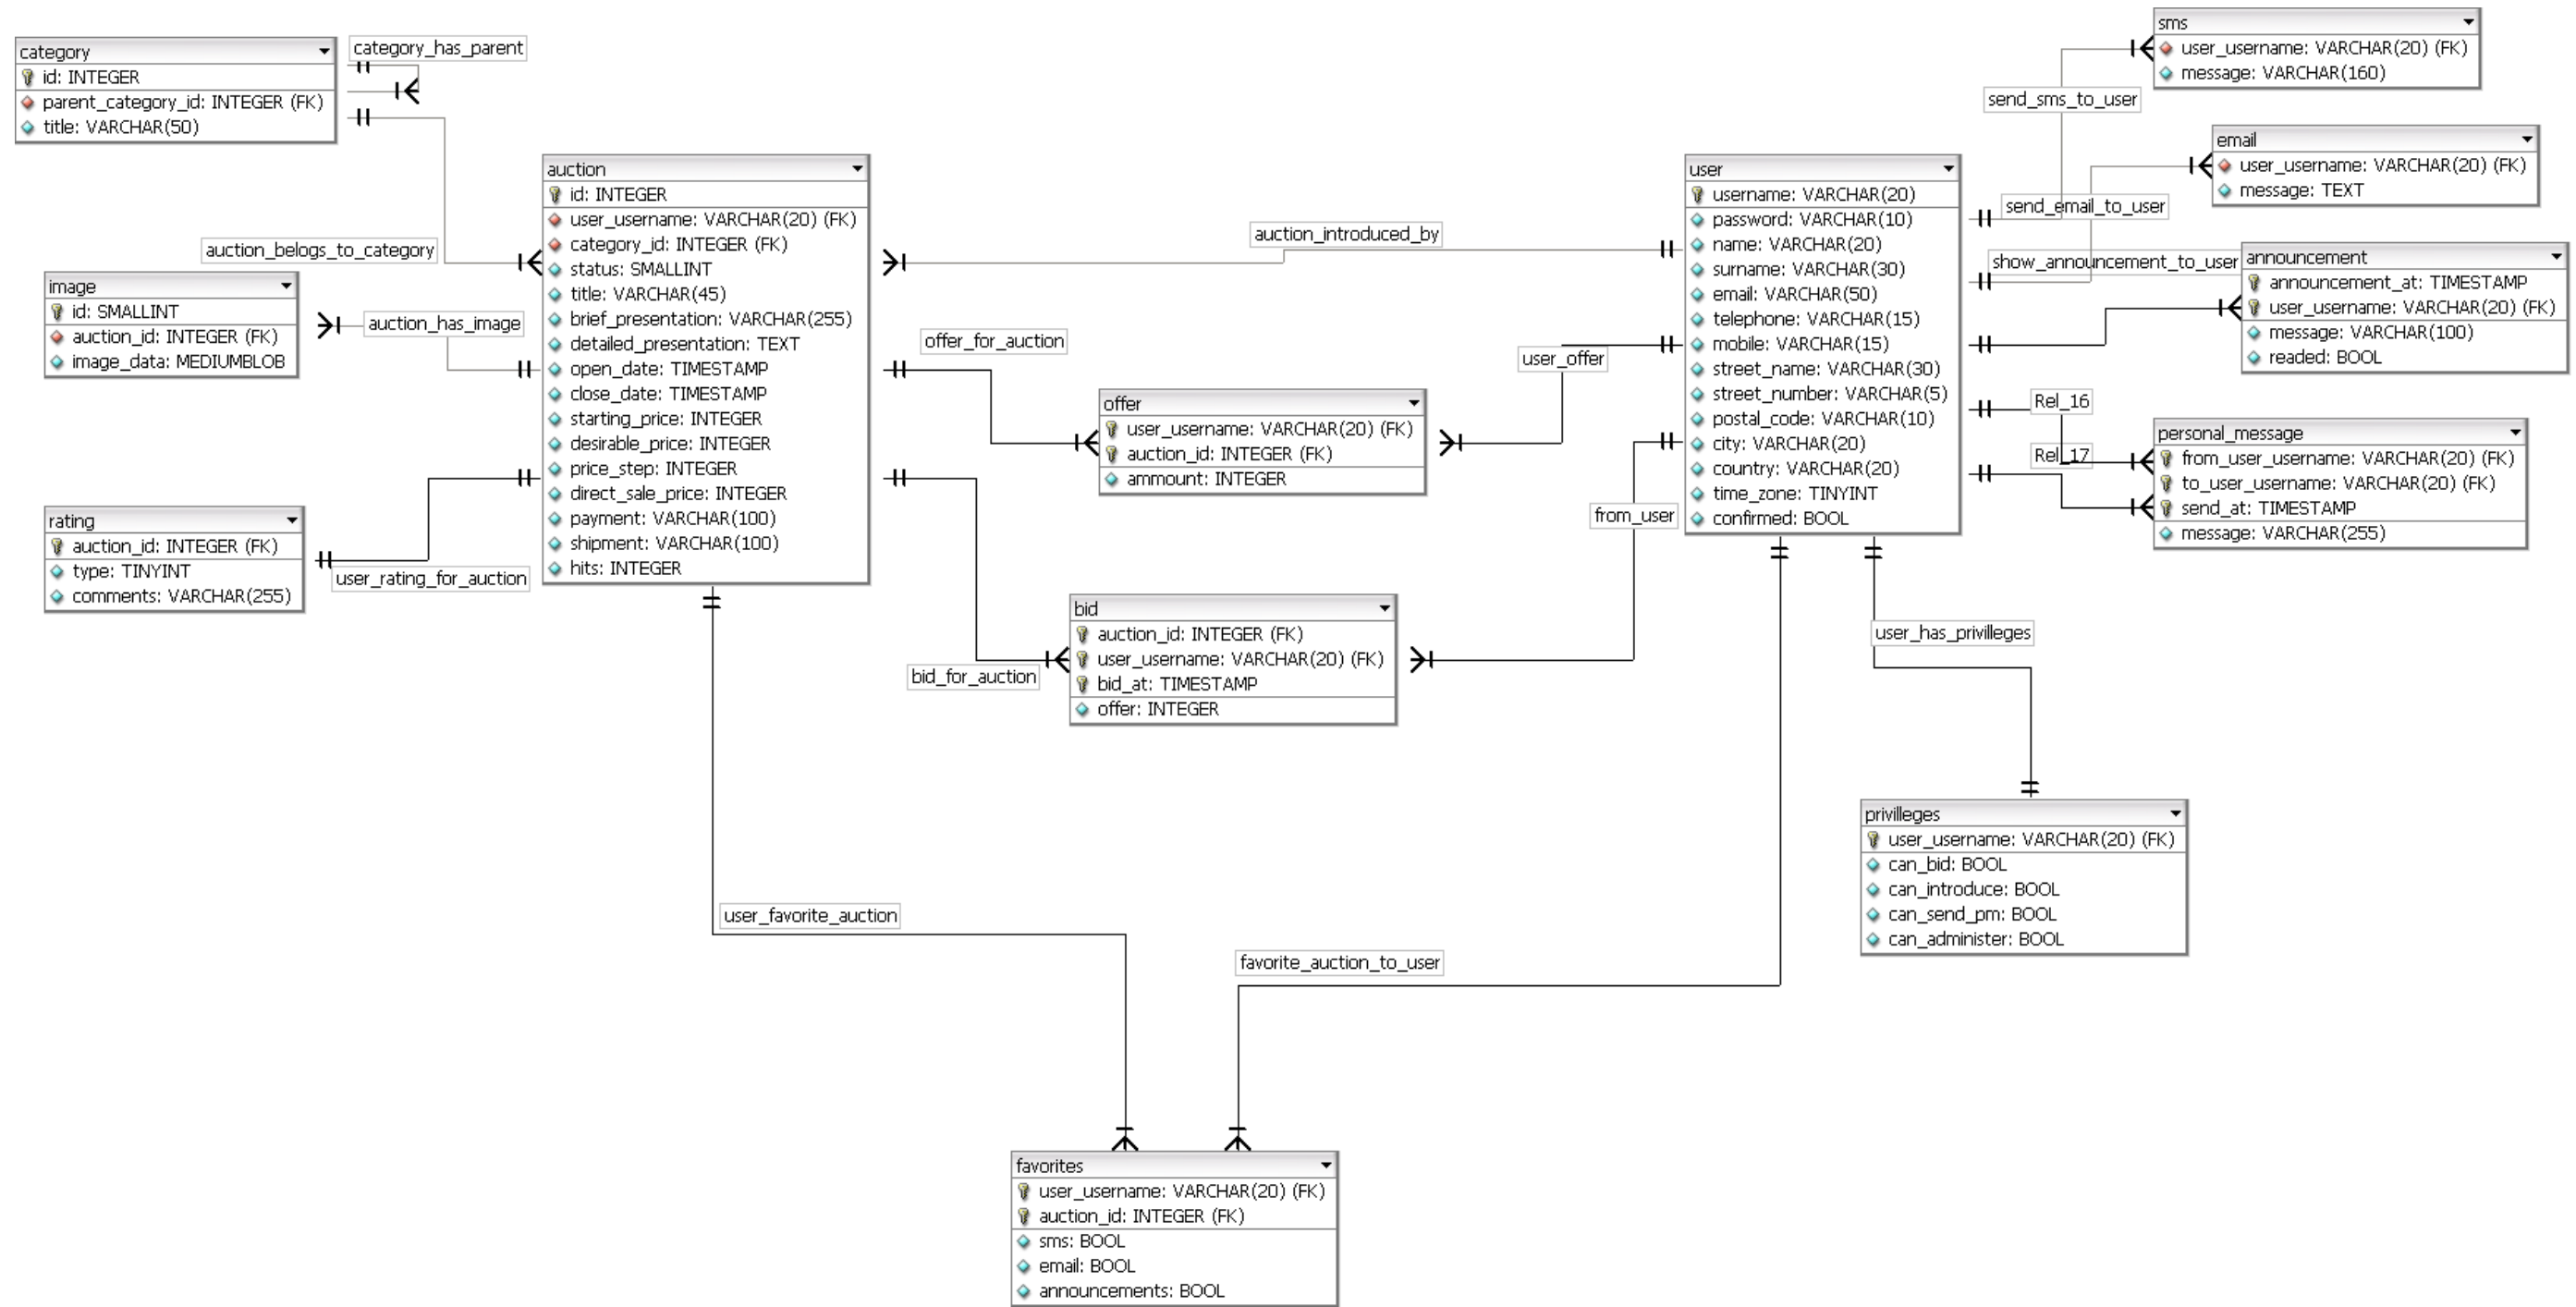 category
id: INTEGER
parent_category_id: INTEGER (FK)
title: VARCHAR(50)
category_has_parent
auction_belogs_to_category
image
id: SMALLINT
auction_id: INTEGER (FK)
image_data: MEDIUMBLOB
auction_has_image
rating
auction_id: INTEGER (FK)
type: TINYINT
comments: VARCHAR(255)
user_rating_for_auction
auction
id: INTEGER
user_username: VARCHAR(20) (FK)
category_id: INTEGER (FK)
status: SMALLINT
title: VARCHAR(45)
brief_presentation: VARCHAR(255)
detailed_presentation: TEXT
open_date: TIMESTAMP
close_date: TIMESTAMP
starting_price: INTEGER
desirable_price: INTEGER
price_step: INTEGER
direct_sale_price: INTEGER
payment: VARCHAR(100)
shipment: VARCHAR(100)
hits: INTEGER
auction_introduced_by
offer_for_auction
user_offer
offer
user_username: VARCHAR(20) (FK)
auction_id: INTEGER (FK)
ammount: INTEGER
from_user
bid_for_auction
bid
auction_id: INTEGER (FK)
user_username: VARCHAR(20) (FK)
bid_at: TIMESTAMP
offer: INTEGER
user
username: VARCHAR(20)
password: VARCHAR(10)
name: VARCHAR(20)
surname: VARCHAR(30)
email: VARCHAR(50)
telephone: VARCHAR(15)
mobile: VARCHAR(15)
street_name: VARCHAR(30)
street_number: VARCHAR(5)
postal_code: VARCHAR(10)
city: VARCHAR(20)
country: VARCHAR(20)
time_zone: TINYINT
confirmed: BOOL
send_sms_to_user
sms
user_username: VARCHAR(20) (FK)
message: VARCHAR(160)
send_email_to_user
email
user_username: VARCHAR(20) (FK)
message: TEXT
show_announcement_to_user
announcement
announcement_at: TIMESTAMP
user_username: VARCHAR(20) (FK)
message: VARCHAR(100)
readed: BOOL
Rel_16
Rel_17
personal_message
from_user_username: VARCHAR(20) (FK)
to_user_username: VARCHAR(20) (FK)
send_at: TIMESTAMP
message: VARCHAR(255)
user_has_privilleges
privilleges
user_username: VARCHAR(20) (FK)
can_bid: BOOL
can_introduce: BOOL
can_send_pm: BOOL
can_administer: BOOL
user_favorite_auction
favorite_auction_to_user
favorites
user_username: VARCHAR(20) (FK)
auction_id: INTEGER (FK)
sms: BOOL
email: BOOL
announcements: BOOL